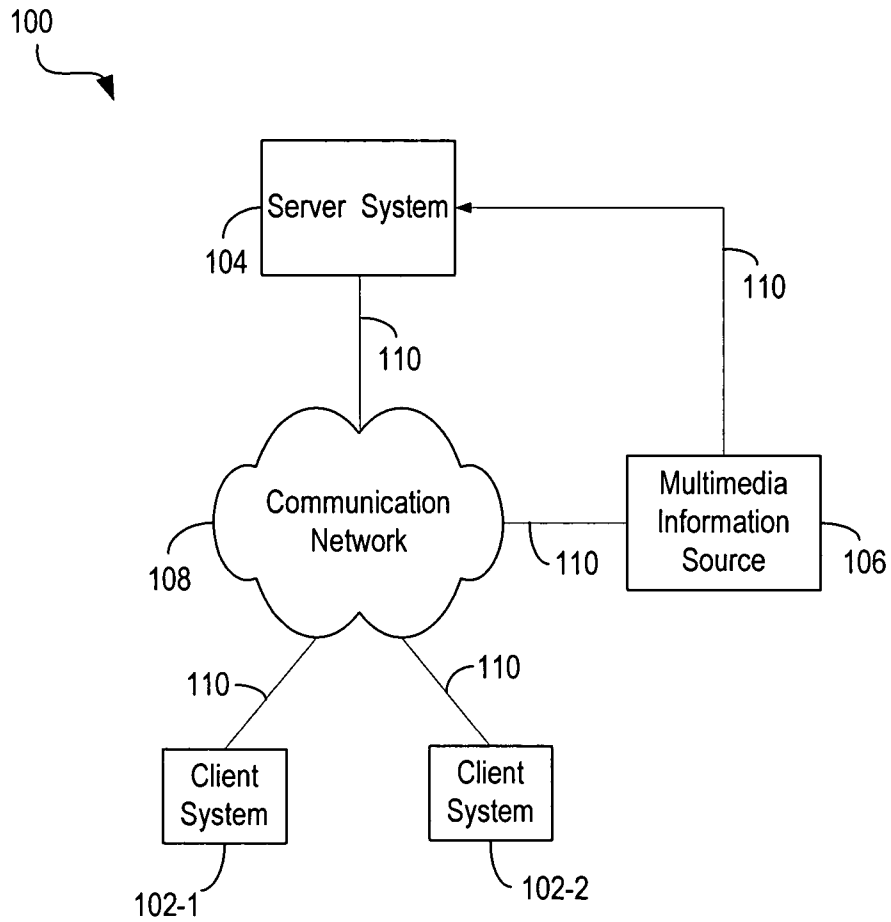 100
Server System
104
110
110
Communication
Network
108
110
Multimedia
Information
Source
106
110
110
Client
System
Client
System
102-1
102-2